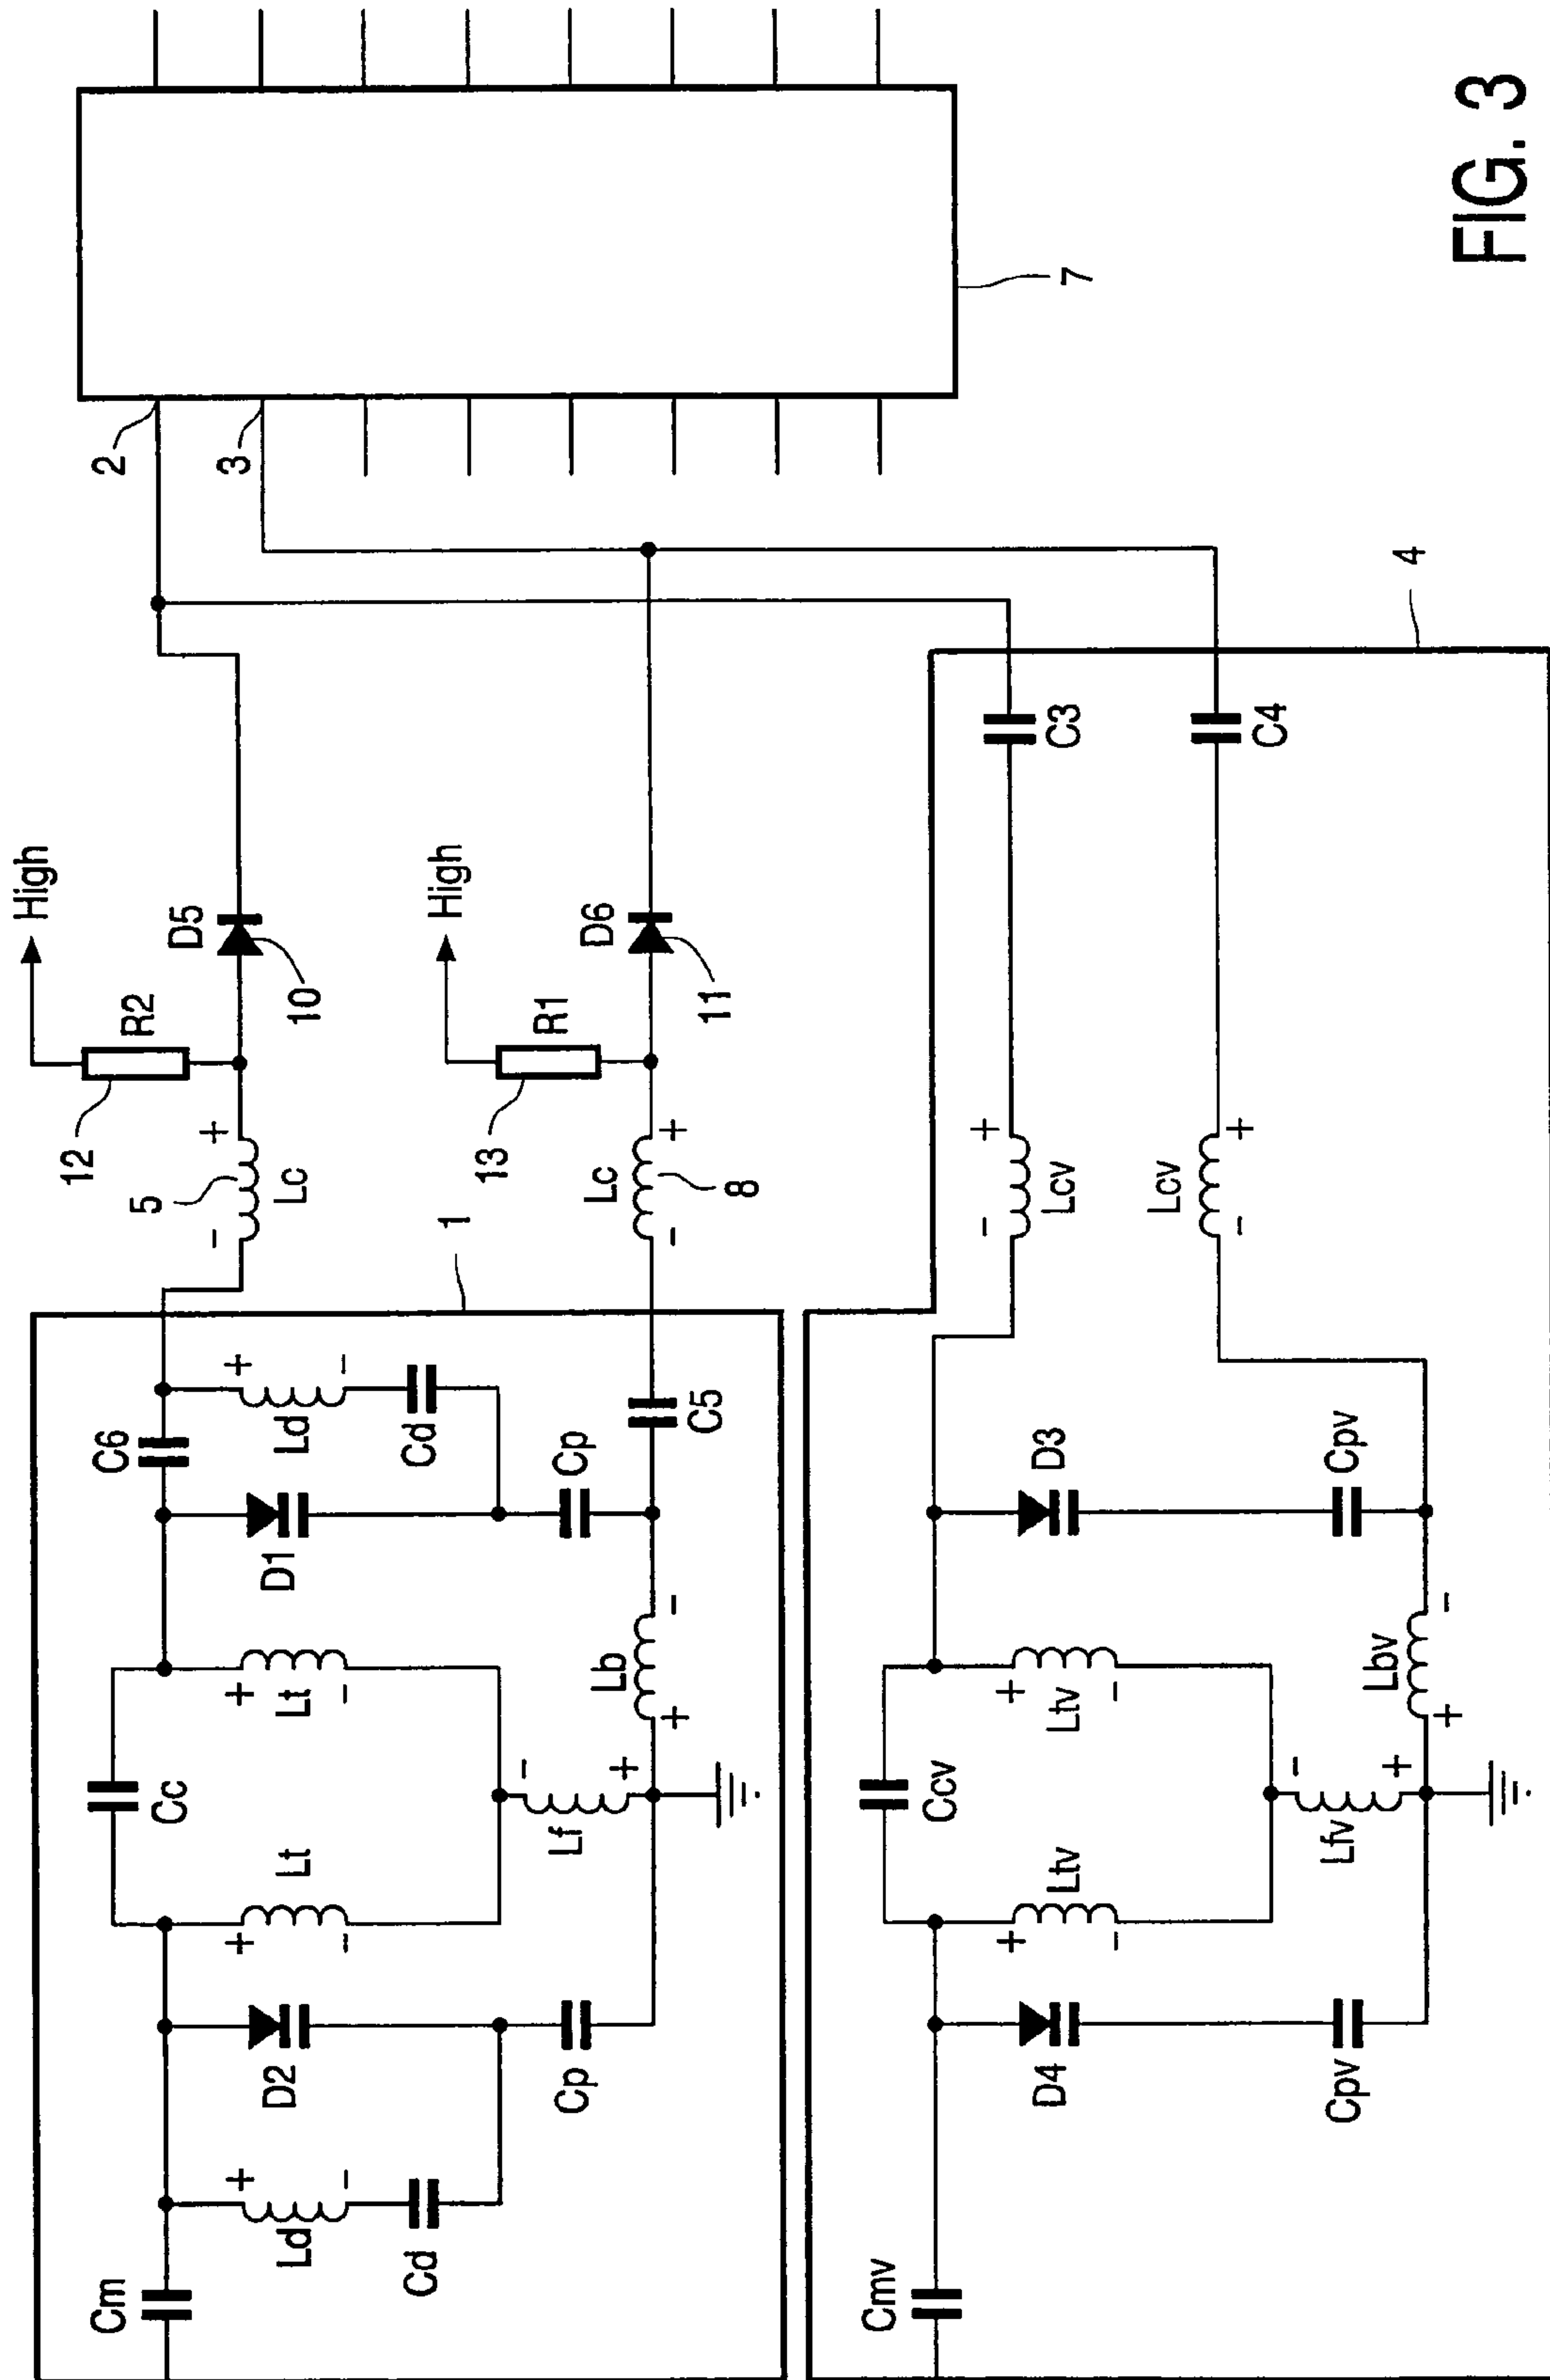 High
R2
12
D5
10
5
+
-
Lc
2
3
7
High
R1
13
D6
11
Lc
-
+
8
1
Cm
Cc
C6
+
Ld
-
Cd
D2
Cp
+
Lt
-
+
Lt
-
D1
+
Ld
-
Cd
Cp
C5
-
Lf
+
+
Lb
-
4
Cmv
Ccv
D4
Cpv
+
Ltv
-
+
Ltv
-
-
Lfv
+
+
Lbv
-
D3
Cpv
-
+
Lcv
Lcv
-
+
C3
C4
FIG. 3